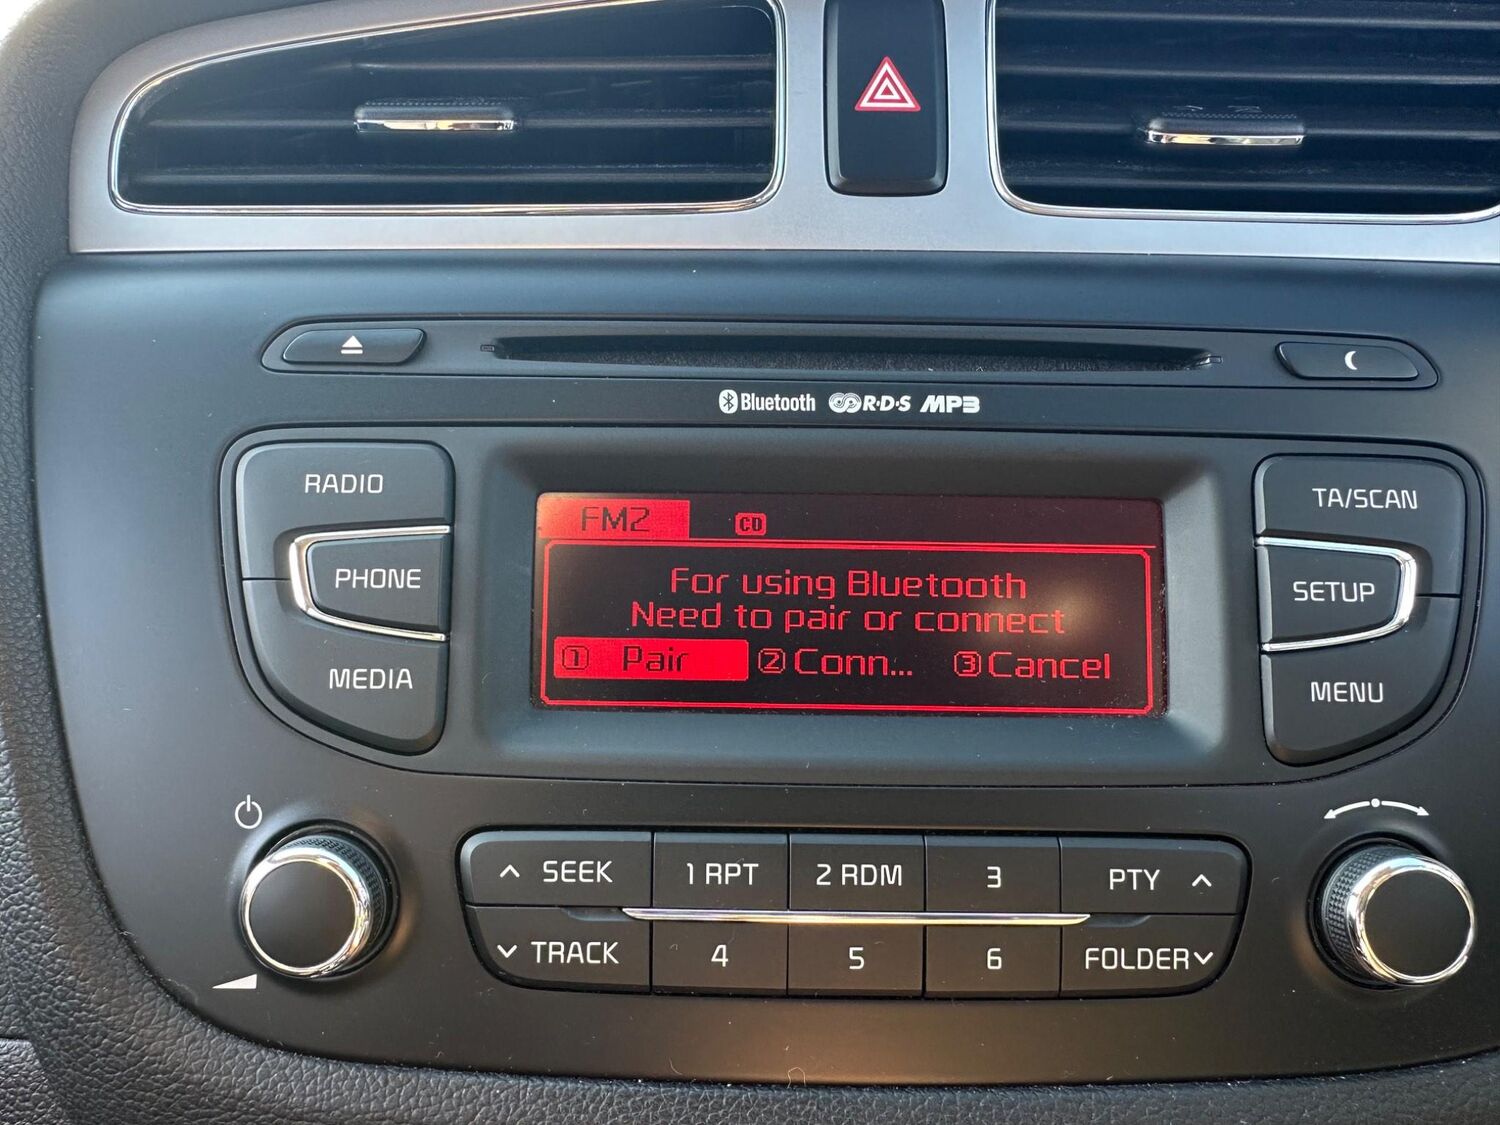 Bluetooth R·D·S MP3
RADIO
PHONE
MEDIA
FM2 CD
For using Bluetooth
Need to pair or connect
① Pair ② Conn... ③ Cancel
TA/SCAN
SETUP
MENU
SEEK 1 RPT 2 RDM 3 PTY
TRACK 4 5 6 FOLDER